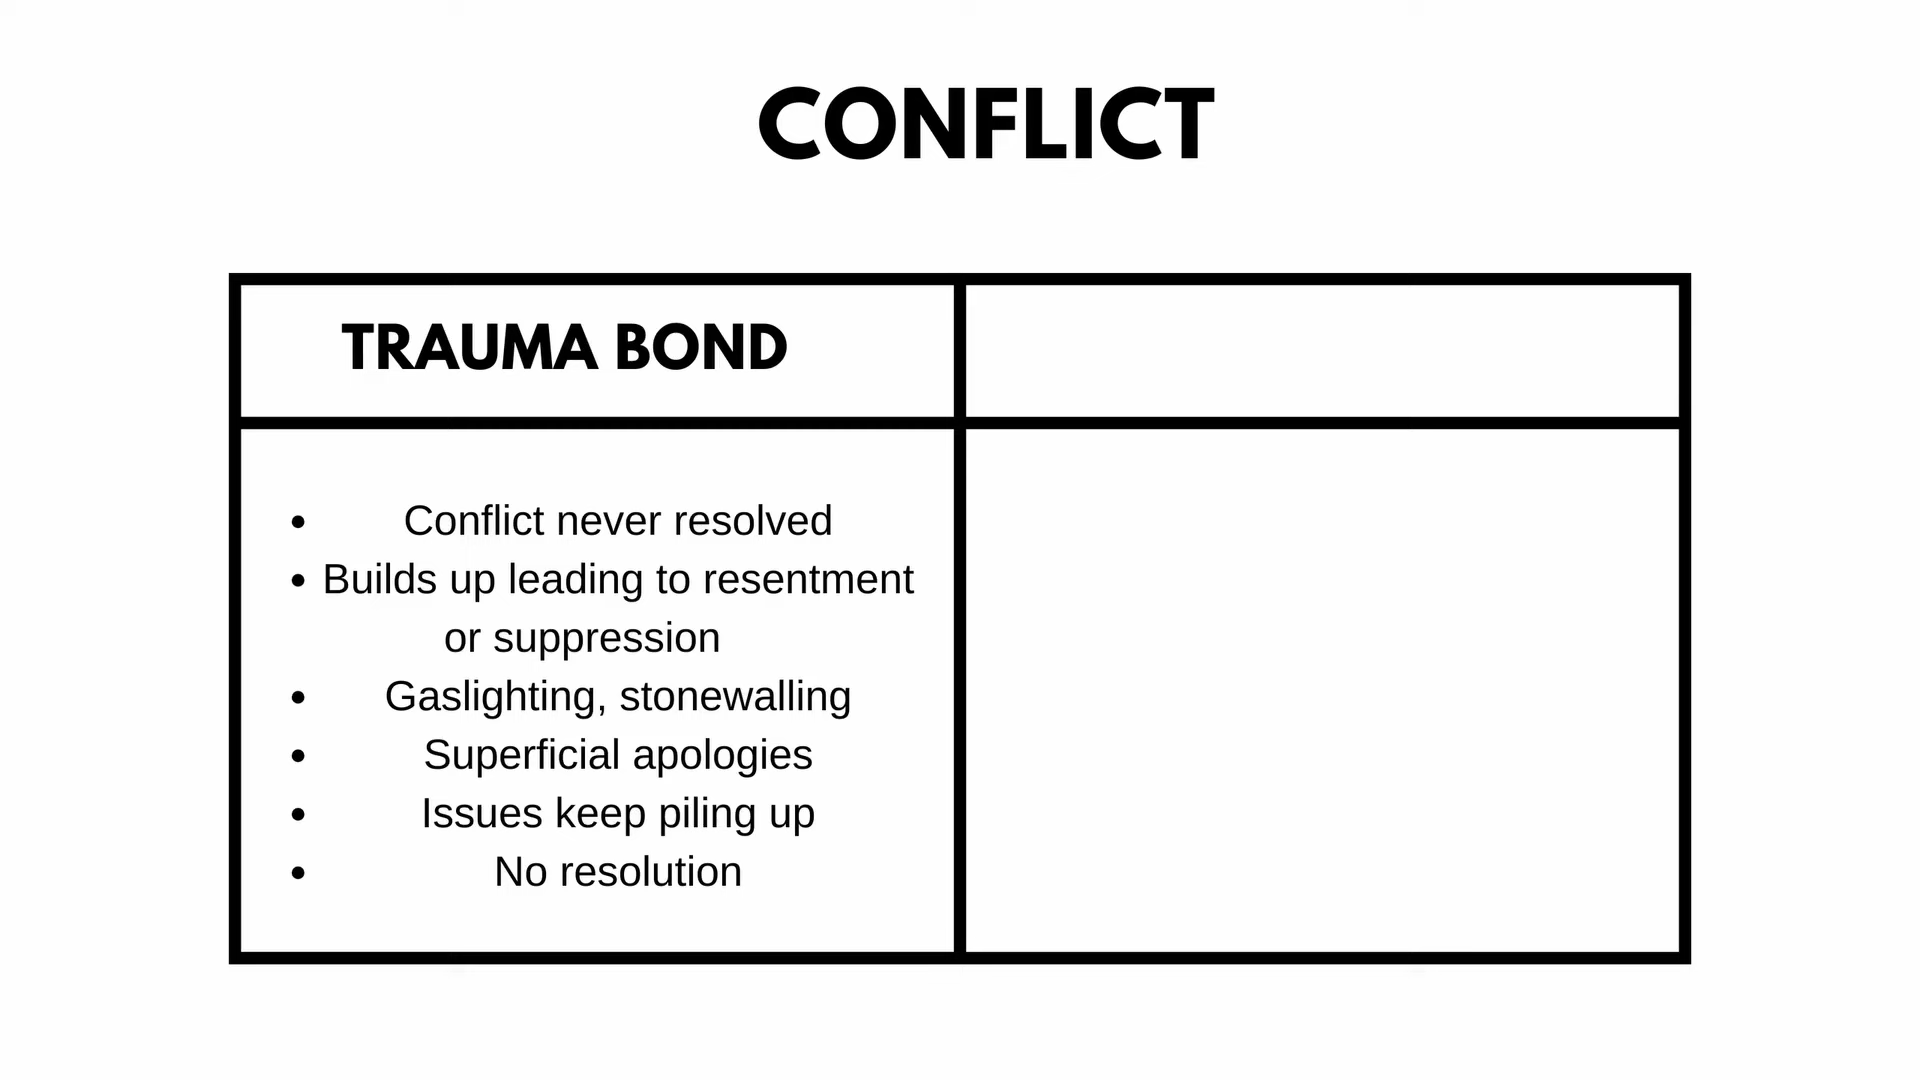 CONFLICT
TRAUMA BOND
• Conflict never resolved
• Builds up leading to resentment
or suppression
• Gaslighting, stonewalling
• Superficial apologies
• Issues keep piling up
• No resolution